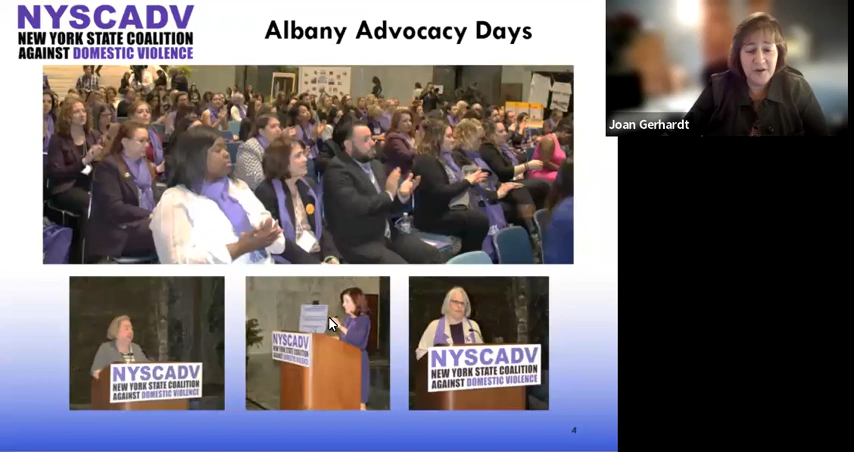 NYSCADV
NEW YORK STATE COALITION
AGAINST DOMESTIC VIOLENCE
Albany Advocacy Days
Joan Gerhardt
NYSCADV
NEW YORK STATE COALITION
AGAINST DOMESTIC VIOLENCE
NYSCADV
NEW YORK STATE COALITION
AGAINST DOMESTIC VIOLENCE
NYSCADV
NEW YORK STATE COALITION
AGAINST DOMESTIC VIOLENCE
4